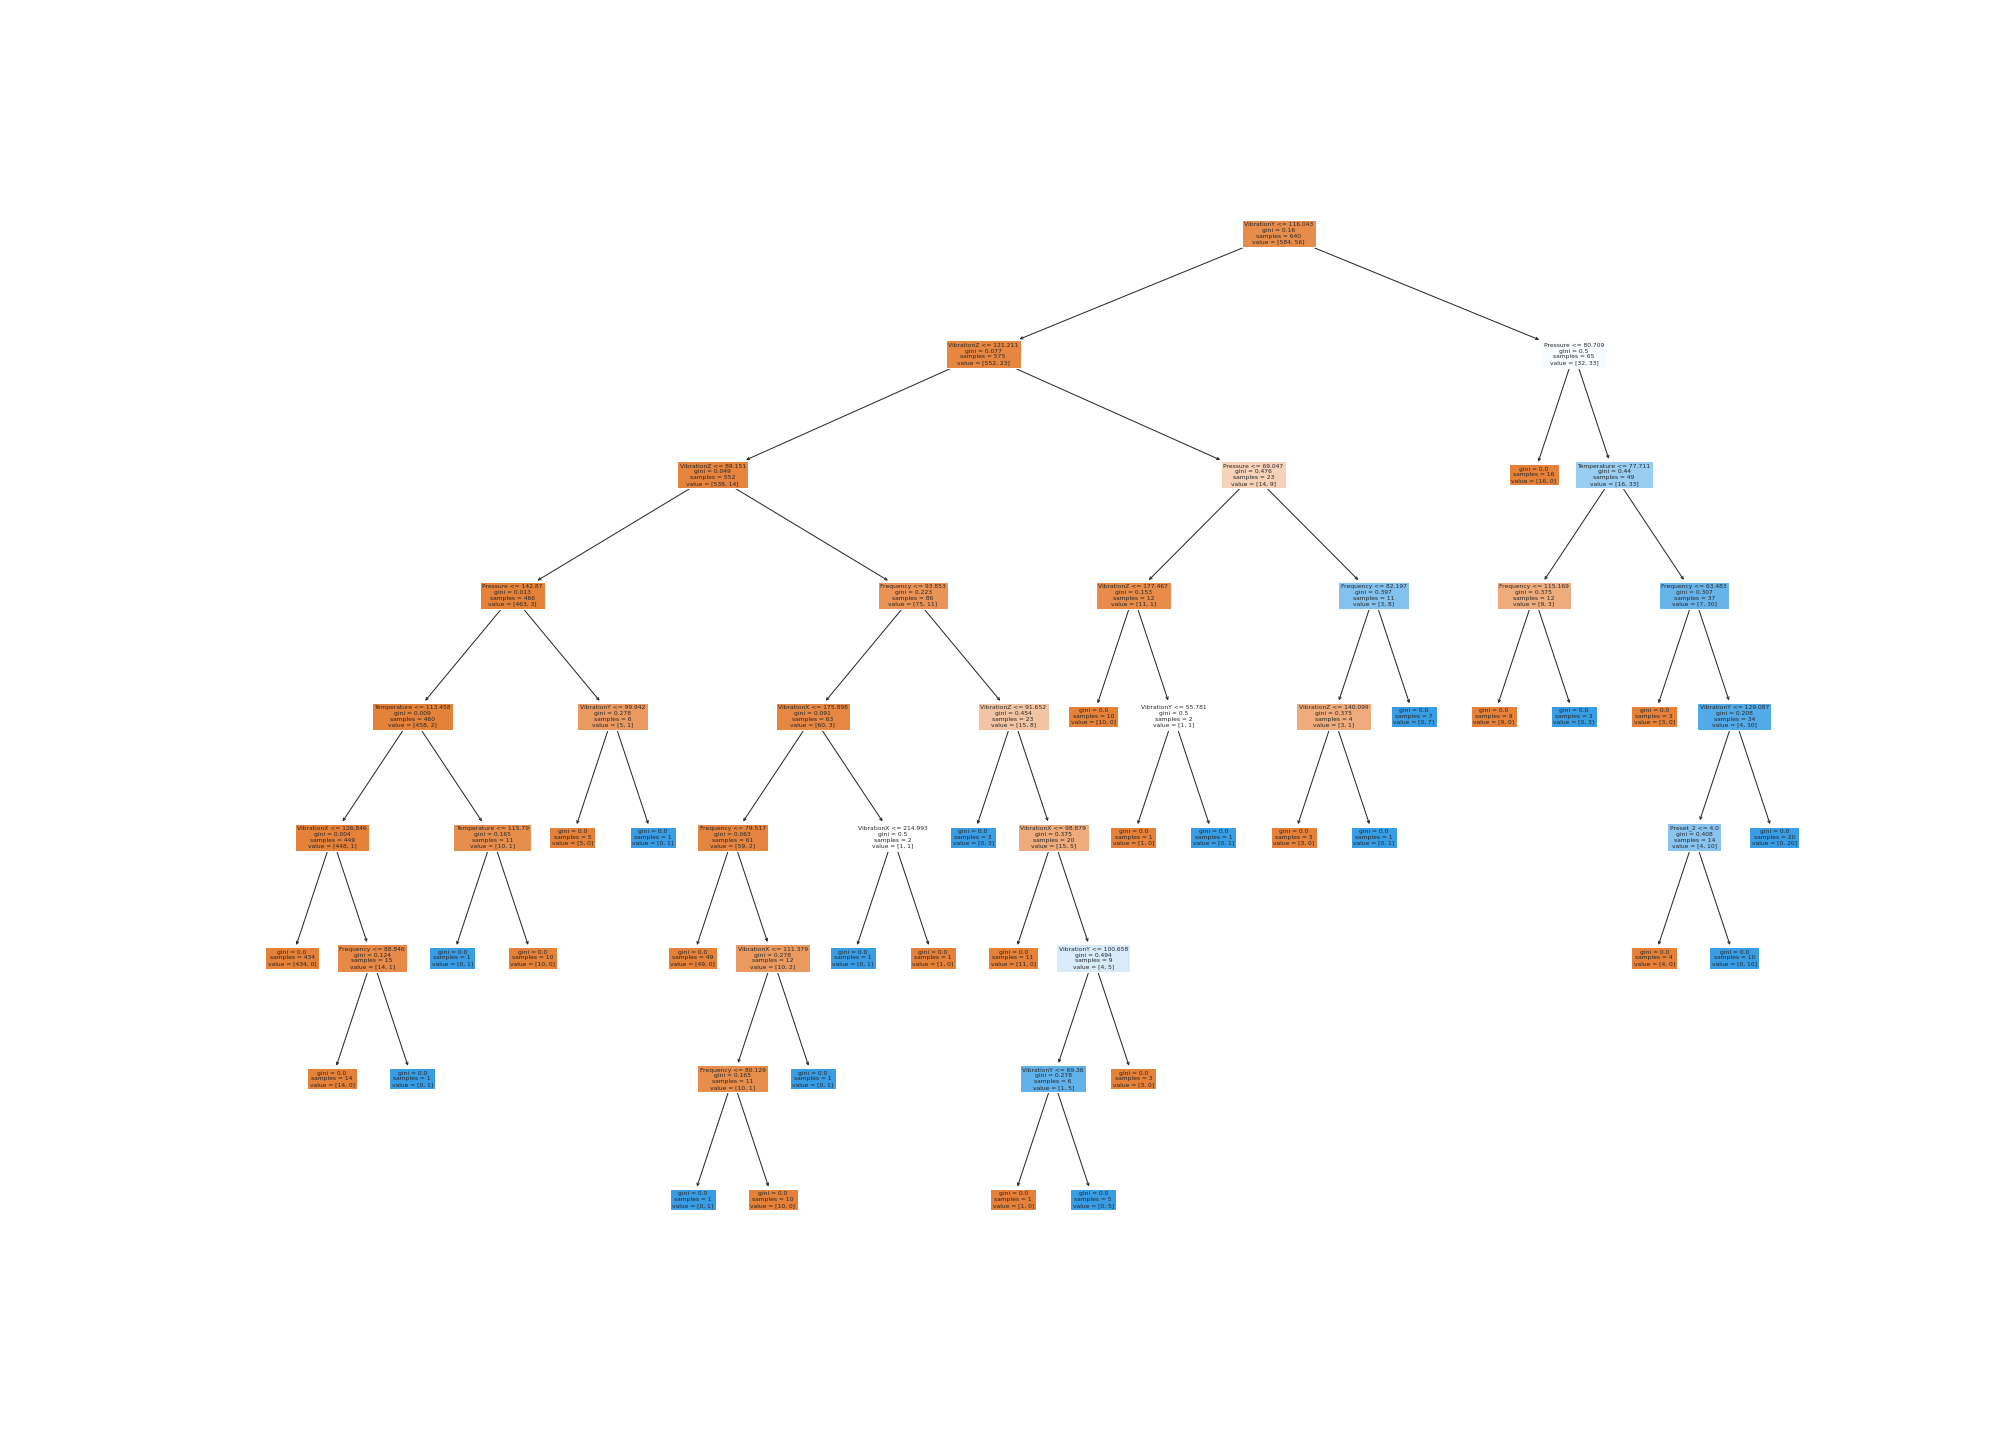 VibrationY <= 116.043
gini = 0.16
samples = 640
value = [584, 56]
VibrationZ <= 121.211
gini = 0.077
samples = 575
value = [552, 23]
Pressure <= 80.709
gini = 0.5
samples = 65
value = [32, 33]
VibrationZ <= 89.151
gini = 0.049
samples = 552
value = [538, 14]
Pressure <= 69.047
gini = 0.476
samples = 23
value = [14, 9]
gini = 0.0
samples = 16
value = [16, 0]
Temperature <= 77.711
gini = 0.44
samples = 49
value = [16, 33]
Pressure <= 142.87
gini = 0.013
samples = 466
value = [463, 3]
Frequency <= 93.853
gini = 0.223
samples = 86
value = [75, 11]
VibrationZ <= 177.467
gini = 0.153
samples = 12
value = [11, 1]
Frequency <= 82.197
gini = 0.397
samples = 11
value = [3, 8]
Frequency <= 115.169
gini = 0.375
samples = 12
value = [9, 3]
Frequency <= 63.483
gini = 0.307
samples = 37
value = [7, 30]
Temperature <= 113.458
gini = 0.009
samples = 460
value = [458, 2]
VibrationY <= 99.942
gini = 0.278
samples = 6
value = [5, 1]
VibrationX <= 175.898
gini = 0.091
samples = 63
value = [60, 3]
VibrationZ <= 91.652
gini = 0.454
samples = 23
value = [15, 8]
gini = 0.0
samples = 10
value = [10, 0]
VibrationY <= 55.781
gini = 0.5
samples = 2
value = [1, 1]
VibrationZ <= 140.099
gini = 0.375
samples = 4
value = [3, 1]
gini = 0.0
samples = 7
value = [0, 7]
gini = 0.0
samples = 9
value = [9, 0]
gini = 0.0
samples = 3
value = [0, 3]
gini = 0.0
samples = 3
value = [3, 0]
VibrationY <= 129.087
gini = 0.208
samples = 34
value = [4, 30]
VibrationX <= 126.846
gini = 0.004
samples = 449
value = [448, 1]
Temperature <= 115.79
gini = 0.165
samples = 11
value = [10, 1]
gini = 0.0
samples = 5
value = [5, 0]
gini = 0.0
samples = 1
value = [0, 1]
Frequency <= 79.517
gini = 0.063
samples = 61
value = [59, 2]
VibrationX <= 214.993
gini = 0.5
samples = 2
value = [1, 1]
gini = 0.0
samples = 3
value = [0, 3]
VibrationX <= 98.879
gini = 0.375
samples = 20
value = [15, 5]
gini = 0.0
samples = 1
value = [1, 0]
gini = 0.0
samples = 1
value = [0, 1]
gini = 0.0
samples = 3
value = [3, 0]
gini = 0.0
samples = 1
value = [0, 1]
Preset_2 <= 4.0
gini = 0.408
samples = 14
value = [4, 10]
gini = 0.0
samples = 20
value = [0, 20]
gini = 0.0
samples = 434
value = [434, 0]
Frequency <= 88.846
gini = 0.124
samples = 15
value = [14, 1]
gini = 0.0
samples = 1
value = [0, 1]
gini = 0.0
samples = 10
value = [10, 0]
gini = 0.0
samples = 49
value = [49, 0]
VibrationX <= 111.379
gini = 0.278
samples = 12
value = [10, 2]
gini = 0.0
samples = 1
value = [0, 1]
gini = 0.0
samples = 1
value = [1, 0]
gini = 0.0
samples = 11
value = [11, 0]
VibrationY <= 100.658
gini = 0.494
samples = 9
value = [4, 5]
gini = 0.0
samples = 4
value = [4, 0]
gini = 0.0
samples = 10
value = [0, 10]
gini = 0.0
samples = 14
value = [14, 0]
gini = 0.0
samples = 1
value = [0, 1]
Frequency <= 80.129
gini = 0.165
samples = 11
value = [10, 1]
gini = 0.0
samples = 1
value = [0, 1]
VibrationY <= 69.36
gini = 0.278
samples = 6
value = [1, 5]
gini = 0.0
samples = 3
value = [3, 0]
gini = 0.0
samples = 1
value = [0, 1]
gini = 0.0
samples = 10
value = [10, 0]
gini = 0.0
samples = 1
value = [1, 0]
gini = 0.0
samples = 5
value = [0, 5]